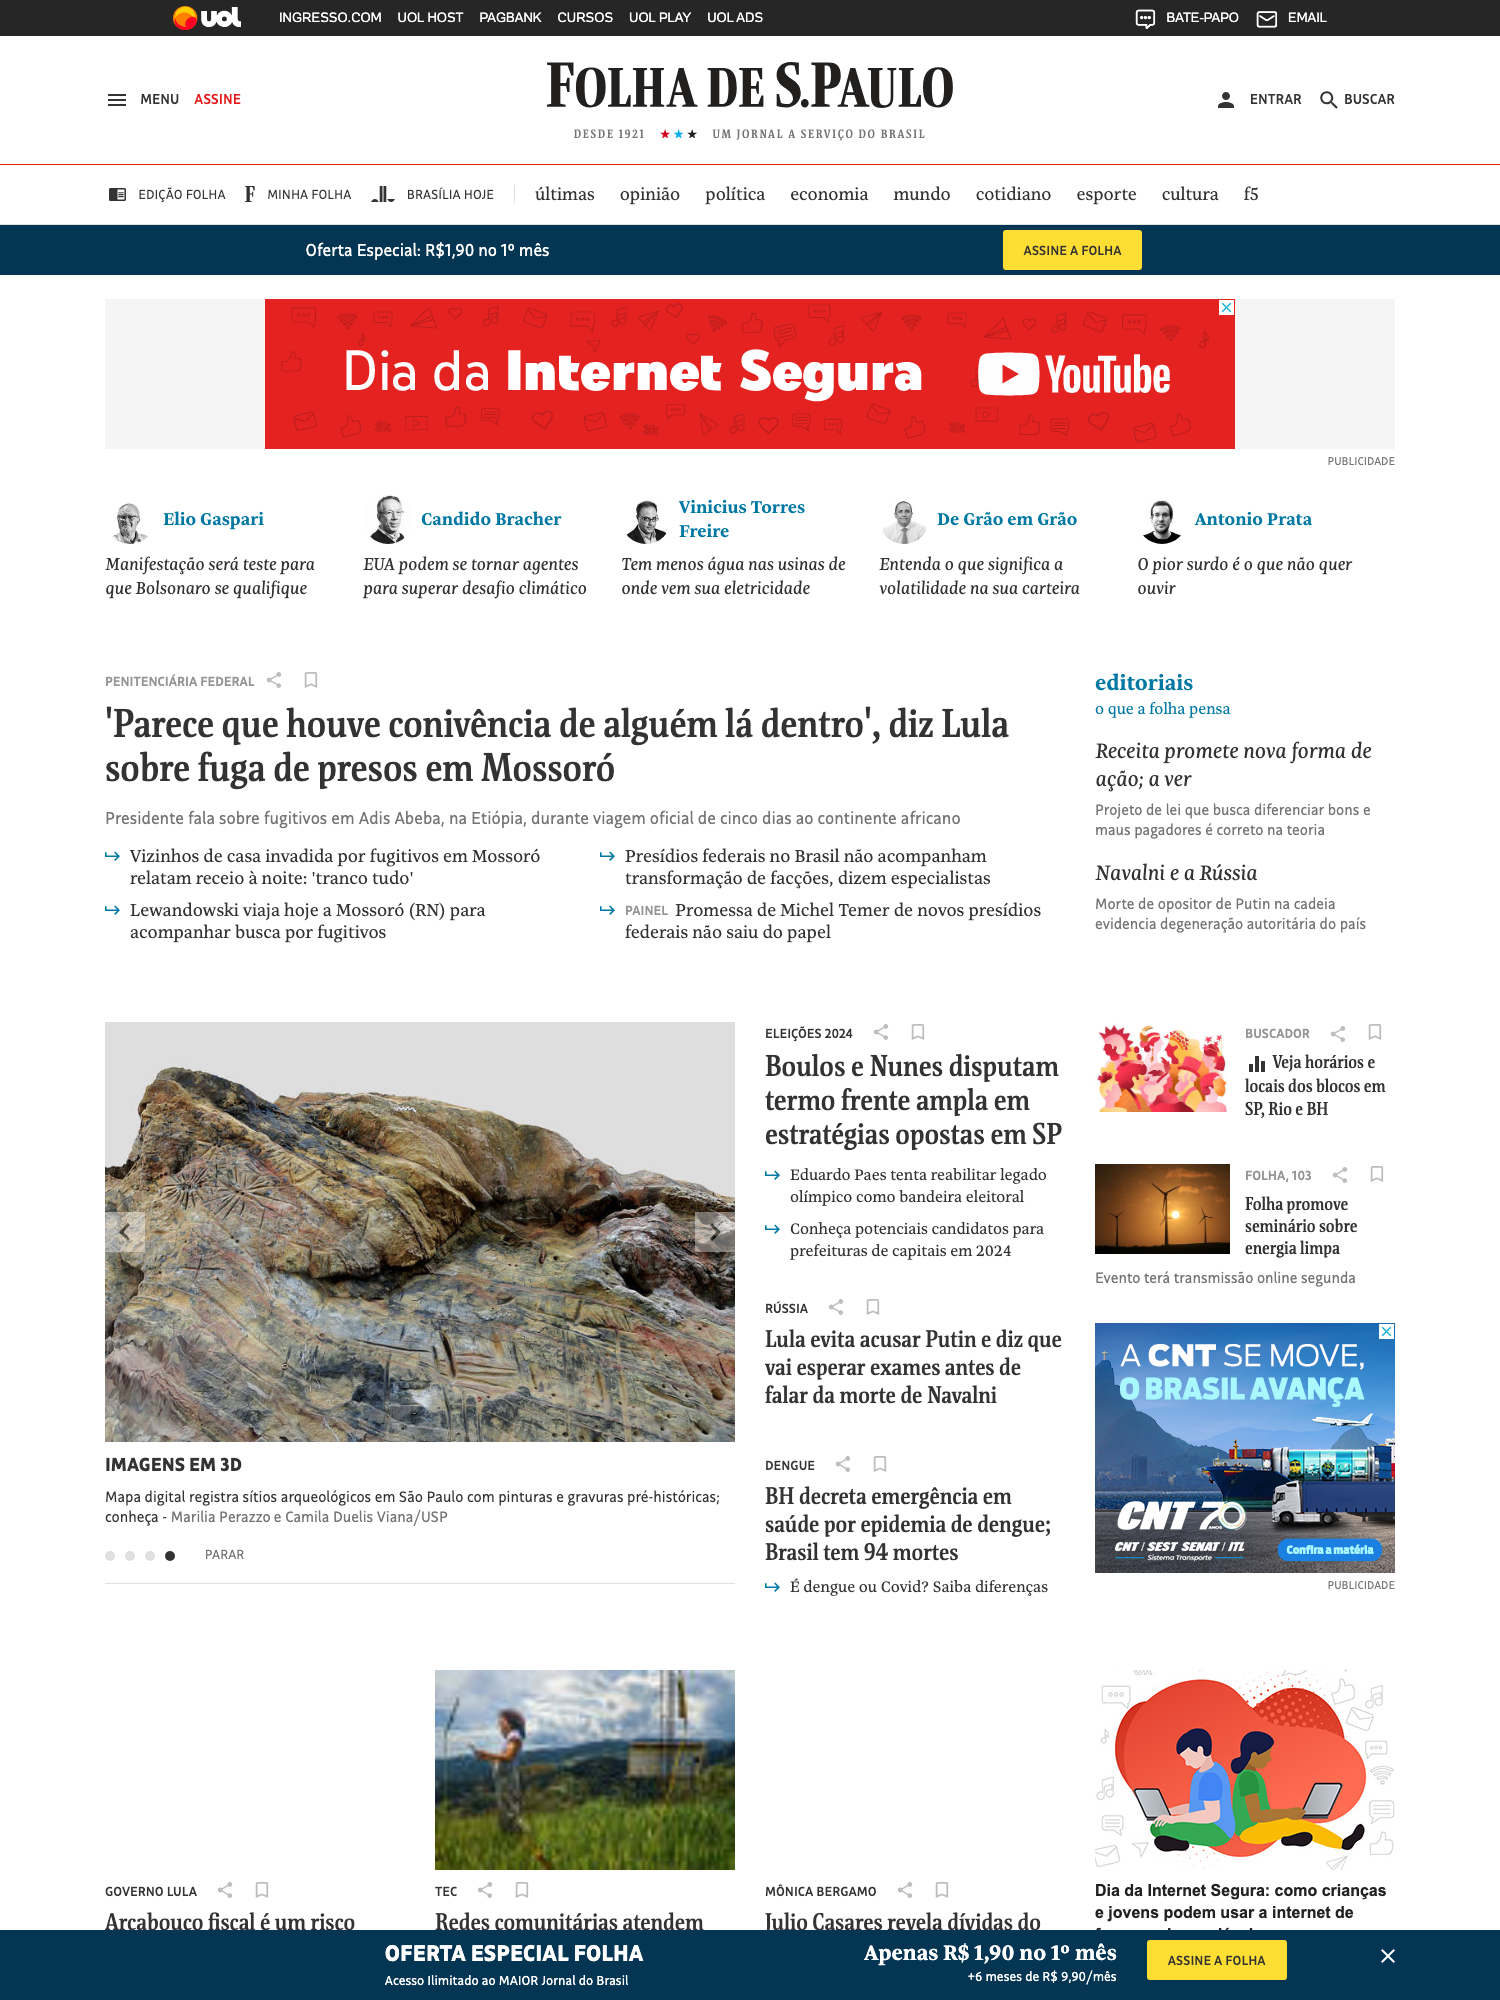 uol INGRESSO.COM UOL HOST PAGBANK CURSOS UOL PLAY UOL ADS BATE-PAPO EMAIL
MENU ASSINE FOLHA DE S.PAULO ENTRAR BUSCAR
DESDE 1921 ★★★ UM JORNAL A SERVIÇO DO BRASIL
EDIÇÃO FOLHA F MINHA FOLHA BRASÍLIA HOJE últimas opinião política economia mundo cotidiano esporte cultura f5
Oferta Especial: R$1,90 no 1º mês ASSINE A FOLHA
Dia da Internet Segura YouTube
PUBLICIDADE
Elio Gaspari
Manifestação será teste para
que Bolsonaro se qualifique
Candido Bracher
EUA podem se tornar agentes
para superar desafio climático
Vinicius Torres
Freire
Tem menos água nas usinas de
onde vem sua eletricidade
De Grão em Grão
Entenda o que significa a
volatilidade na sua carteira
Antonio Prata
O pior surdo é o que não quer
ouvir
PENITENCIÁRIA FEDERAL
'Parece que houve conivência de alguém lá dentro', diz Lula
sobre fuga de presos em Mossoró
Presidente fala sobre fugitivos em Adis Abeba, na Etiópia, durante viagem oficial de cinco dias ao continente africano
Vizinhos de casa invadida por fugitivos em Mossoró
relatam receio à noite: 'tranco tudo'
Lewandowski viaja hoje a Mossoró (RN) para
acompanhar busca por fugitivos
Presídios federais no Brasil não acompanham
transformação de facções, dizem especialistas
PAINEL Promessa de Michel Temer de novos presídios
federais não saiu do papel
editoriais
o que a folha pensa
Receita promete nova forma de
ação; a ver
Projeto de lei que busca diferenciar bons e
maus pagadores é correto na teoria
Navalni e a Rússia
Morte de opositor de Putin na cadeia
evidencia degeneração autoritária do país
IMAGENS EM 3D
Mapa digital registra sítios arqueológicos em São Paulo com pinturas e gravuras pré-históricas;
conheça - Marilia Perazzo e Camila Duelis Viana/USP
PARAR
ELEIÇÕES 2024
Boulos e Nunes disputam
termo frente ampla em
estratégias opostas em SP
Eduardo Paes tenta reabilitar legado
olímpico como bandeira eleitoral
Conheça potenciais candidatos para
prefeituras de capitais em 2024
RÚSSIA
Lula evita acusar Putin e diz que
vai esperar exames antes de
falar da morte de Navalni
DENGUE
BH decreta emergência em
saúde por epidemia de dengue;
Brasil tem 94 mortes
É dengue ou Covid? Saiba diferenças
BUSCADOR
Veja horários e
locais dos blocos em
SP, Rio e BH
FOLHA, 103
Folha promove
seminário sobre
energia limpa
Evento terá transmissão online segunda
A CNT SE MOVE,
O BRASIL AVANÇA
CNT 70
ANOS
CNT / SEST SENAT / ITL
Sistema Transporte
Confira a matéria
PUBLICIDADE
GOVERNO LULA
Arcabouço fiscal é um risco
TEC
Redes comunitárias atendem
MÔNICA BERGAMO
Julio Casares revela dívidas do
Dia da Internet Segura: como crianças
e jovens podem usar a internet de
OFERTA ESPECIAL FOLHA
Acesso Ilimitado ao MAIOR Jornal do Brasil
Apenas R$ 1,90 no 1º mês
+6 meses de R$ 9,90/mês
ASSINE A FOLHA